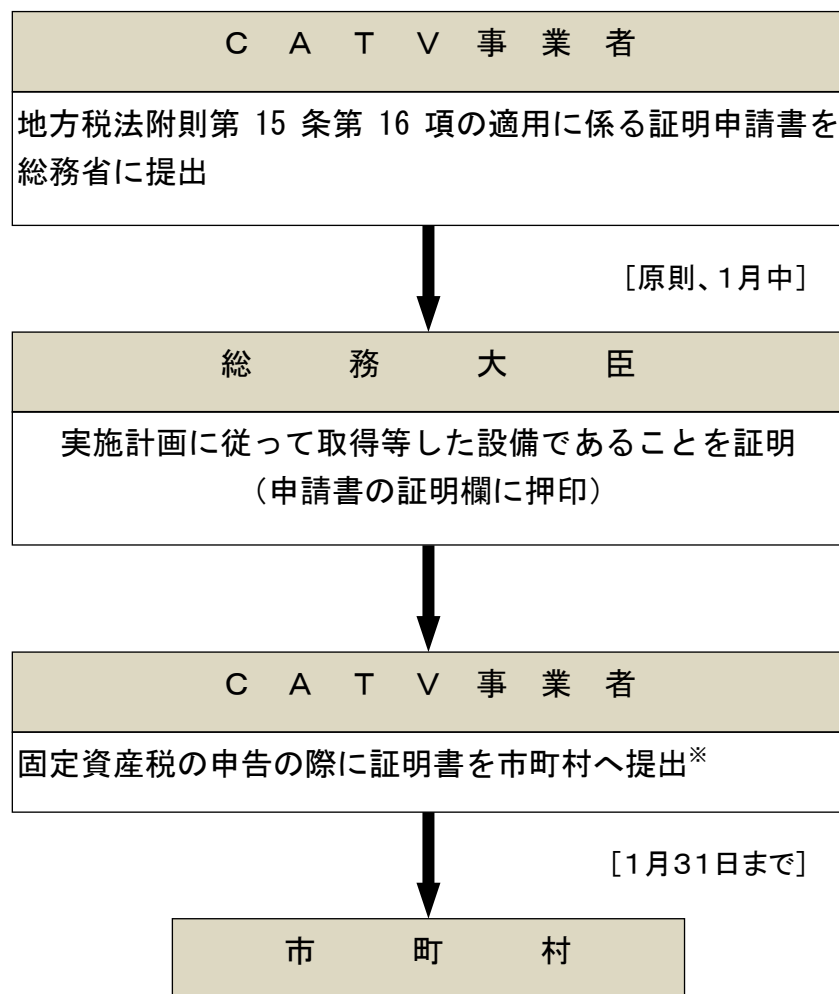 ＣＡＴＶ事業者
地方税法附則第 15 条第 16 項の適用に係る証明申請書を
総務省に提出
［原則、１月中］
総務大臣
実施計画に従って取得等した設備であることを証明
（申請書の証明欄に押印）
ＣＡＴＶ事業者
固定資産税の申告の際に証明書を市町村へ提出※
［１月３１日まで］
市町村